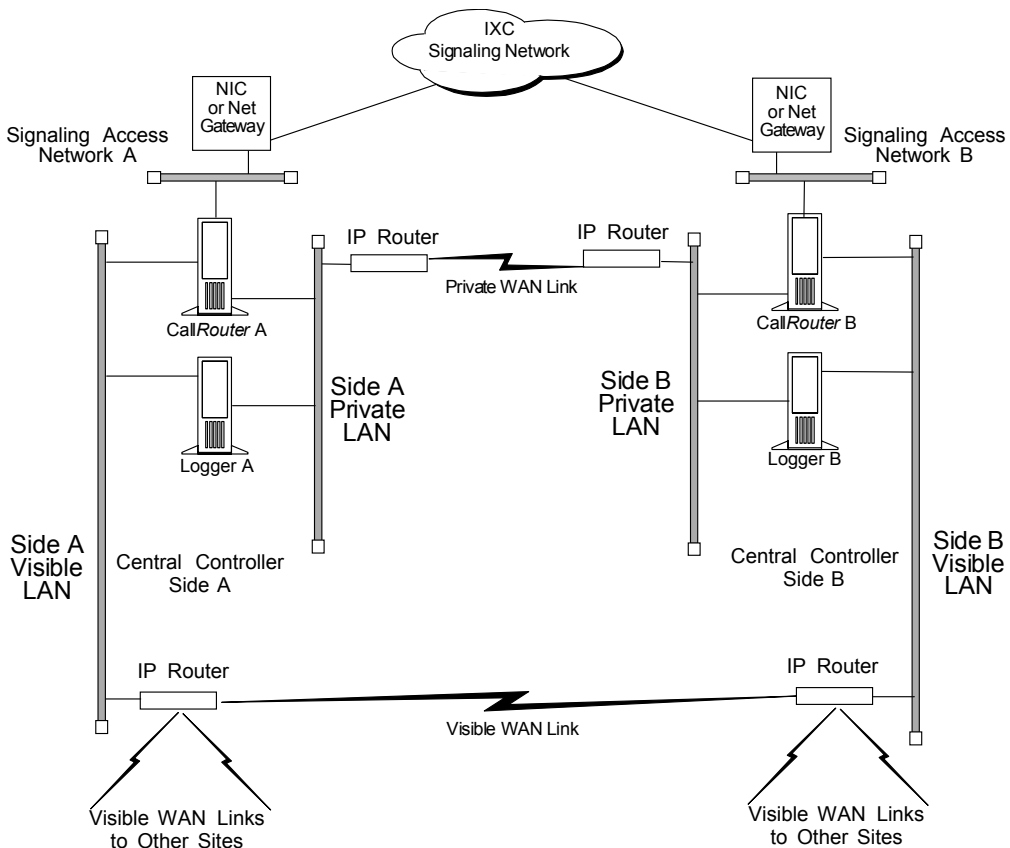 IXC
Signaling Network
NIC
or Net
Gateway
NIC
or Net
Gateway
Signaling Access
Network A
Signaling Access
Network B
IP Router
IP Router
Private WAN Link
CallRouter A
CallRouter B
Side A
Private
LAN
Side B
Private
LAN
Logger A
Logger B
Side A
Visible
LAN
Central Controller
Side A
Central Controller
Side B
Side B
Visible
LAN
IP Router
IP Router
Visible WAN Link
Visible WAN Links
to Other Sites
Visible WAN Links
to Other Sites